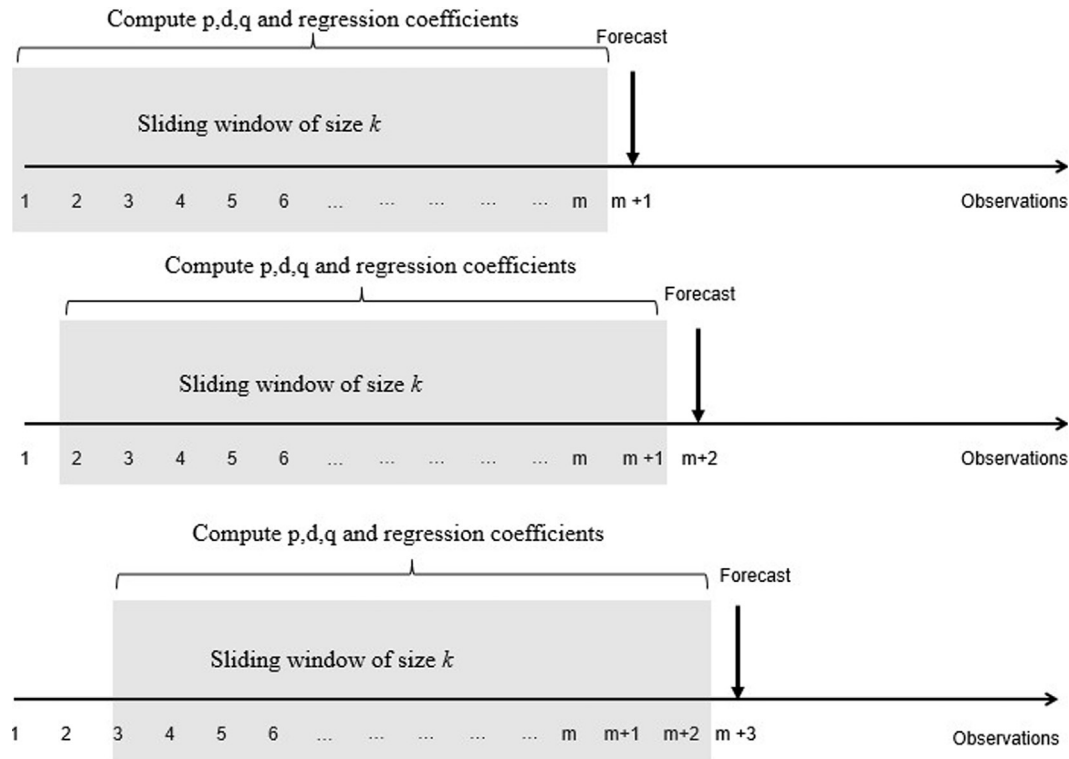 Compute p,d,q and regression coefficients
Forecast
Sliding window of size k
1 2 3 4 5 6 ... ... ... ... ... m m +1 Observations
Compute p,d,q and regression coefficients
Forecast
Sliding window of size k
1 2 3 4 5 6 ... ... ... ... ... m m +1 m+2 Observations
Compute p,d,q and regression coefficients
Forecast
Sliding window of size k
1 2 3 4 5 6 ... ... ... ... ... m m+1 m+2 m +3 Observations